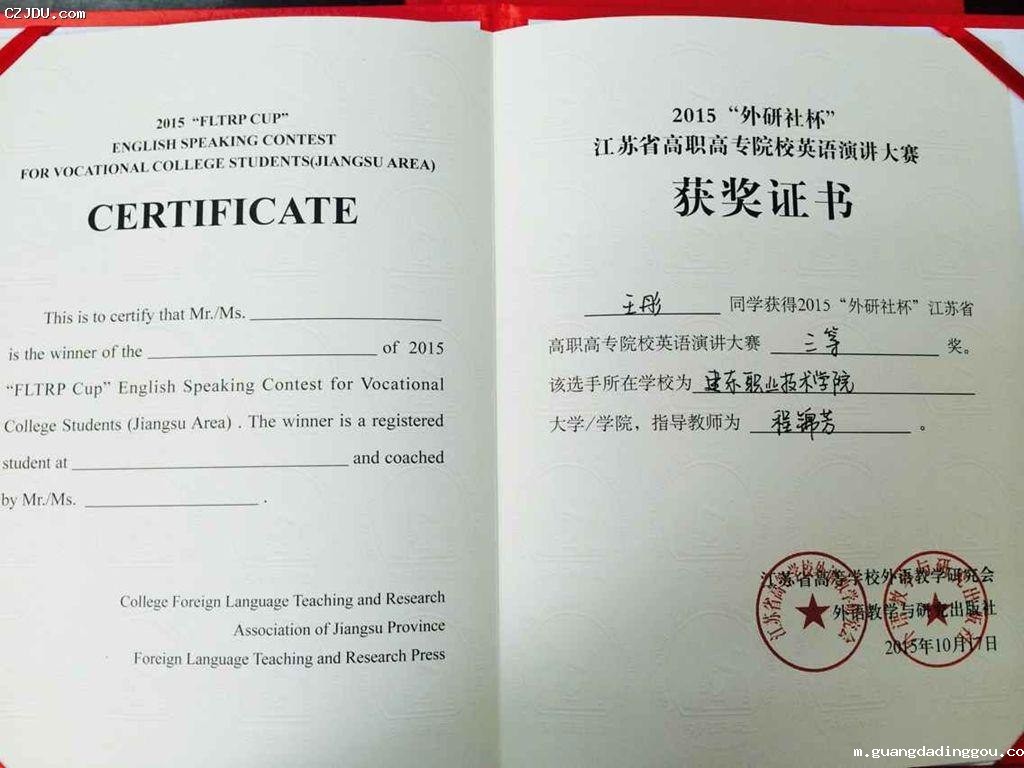 CZJDU.com
2015 “FLTRP CUP”
ENGLISH SPEAKING CONTEST
FOR VOCATIONAL COLLEGE STUDENTS(JIANGSU AREA)
CERTIFICATE
This is to certify that Mr./Ms.
is the winner of the of 2015
“FLTRP Cup” English Speaking Contest for Vocational
College Students (Jiangsu Area) . The winner is a registered
student at and coached
by Mr./Ms. .
College Foreign Language Teaching and Research
Association of Jiangsu Province
Foreign Language Teaching and Research Press
2015 “外研社杯”
江苏省高职高专院校英语演讲大赛
获奖证书
王彤 同学获得2015 “外研社杯” 江苏省
高职高专院校英语演讲大赛 三等 奖。
该选手所在学校为 建东职业技术学院
大学/学院，指导教师为 程锦芳 。
江苏省高等学校外语教学研究会
外语教学与研究出版社
2015年10月17日
m.guangdadinggou.co